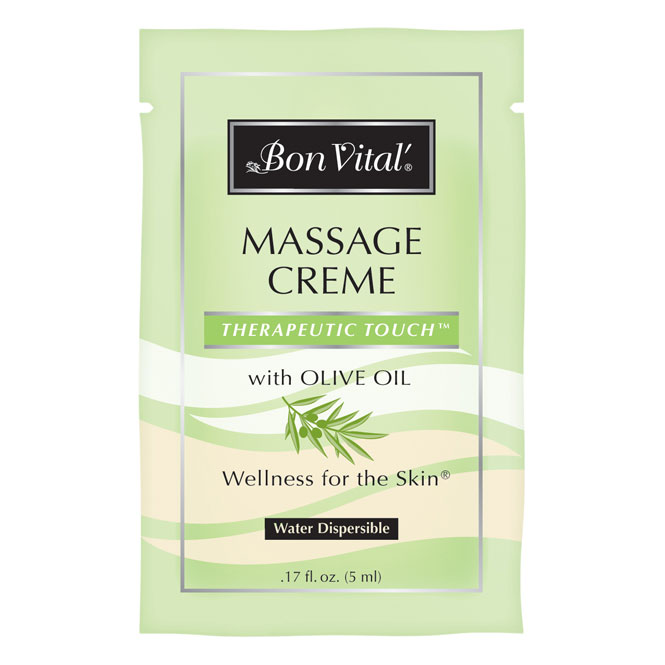 Bon Vital'®
MASSAGE
CREME
THERAPEUTIC TOUCH™
with OLIVE OIL
Wellness for the Skin®
Water Dispersible
.17 fl. oz. (5 ml)